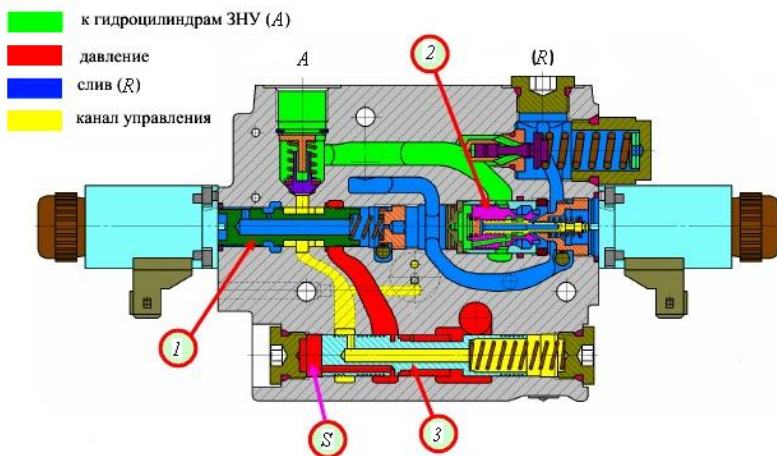 к гидроцилиндрам ЗНУ (A)
давление
слив (R)
канал управления
A
2
(R)
1
S
3